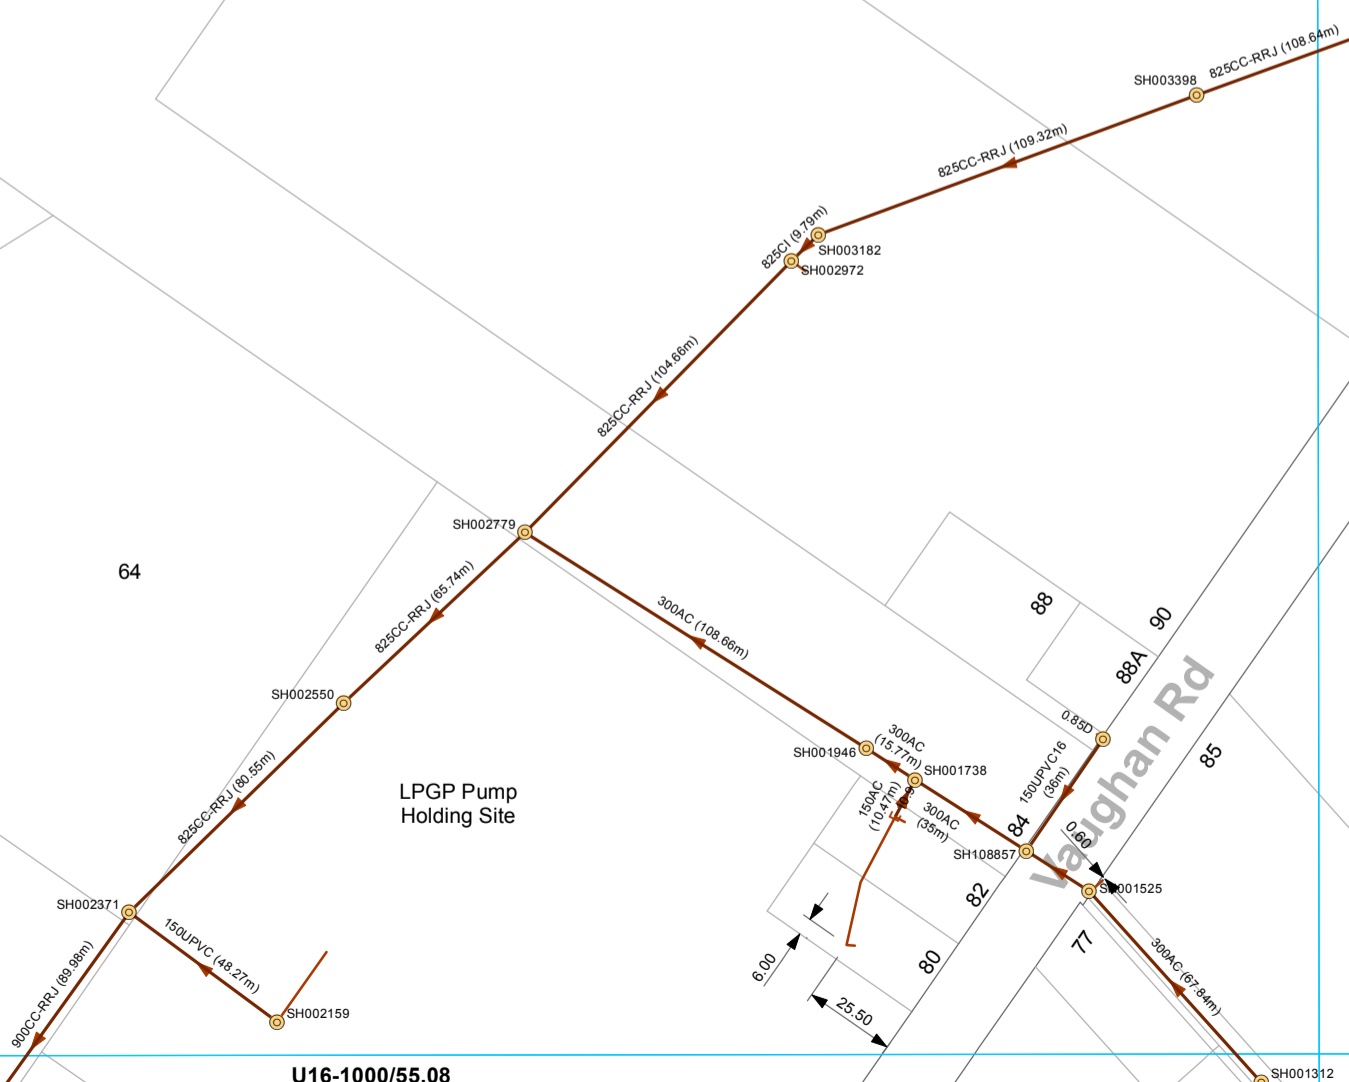 825CC-RRJ (108.64m)
SH003398
825CC-RRJ (109.32m)
825CI (9.79m)
SH003182
SH002972
825CC-RRJ (104.66m)
SH002779
64
825CC-RRJ (65.74m)
300AC (108.66m)
88
90
88A
Vaughan Rd
SH002550
0.85D
85
300AC
(15.77m)
SH001946
SH001738
150UPVC16
(36m)
825CC-RRJ (80.55m)
LPGP Pump
Holding Site
150AC
(10.47m)
300AC
(35m)
84
0.60
SH108857
SH001525
82
SH002371
150UPVC (48.27m)
77
80
300AC (67.84m)
6.00
25.50
900CC-RRJ (89.98m)
SH002159
SH001312
U16-1000/55.08